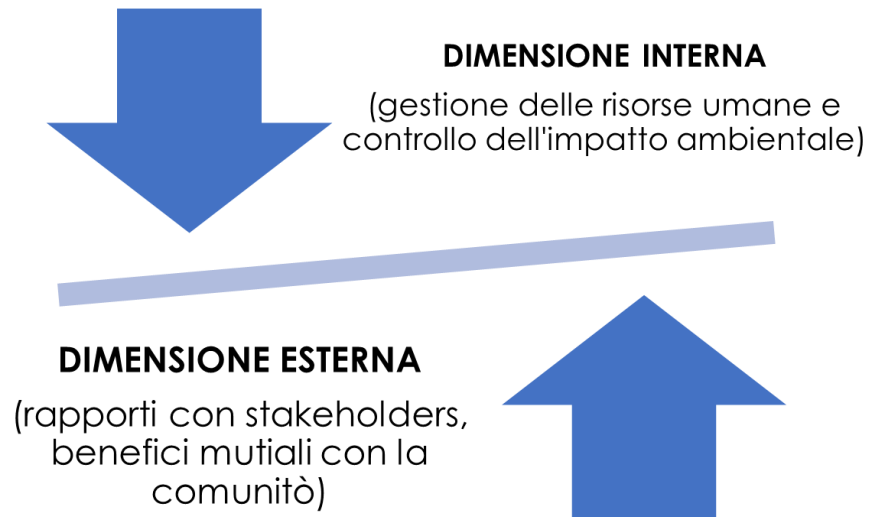 DIMENSIONE INTERNA
(gestione delle risorse umane e
controllo dell'impatto ambientale)
DIMENSIONE ESTERNA
(rapporti con stakeholders,
benefici mutiali con la
comunitò)